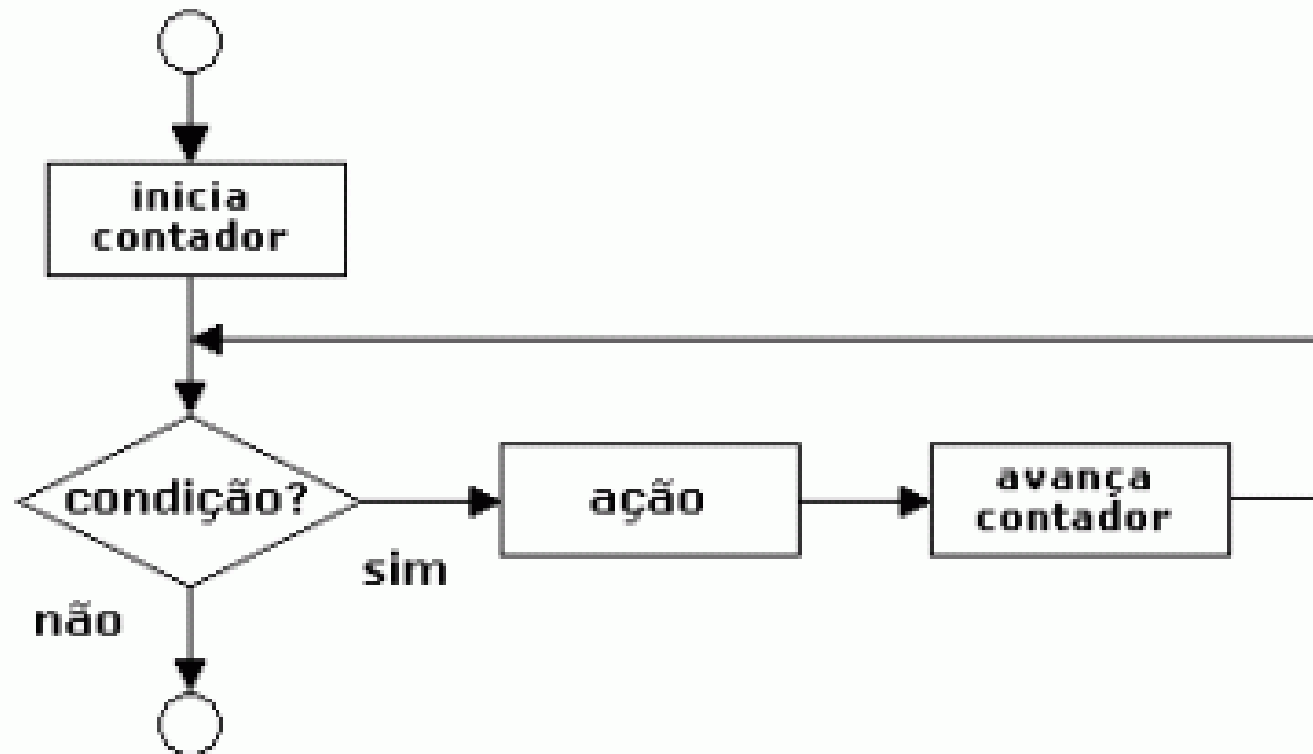 inicia
contador
condição?
ação
avança
contador
sim
não